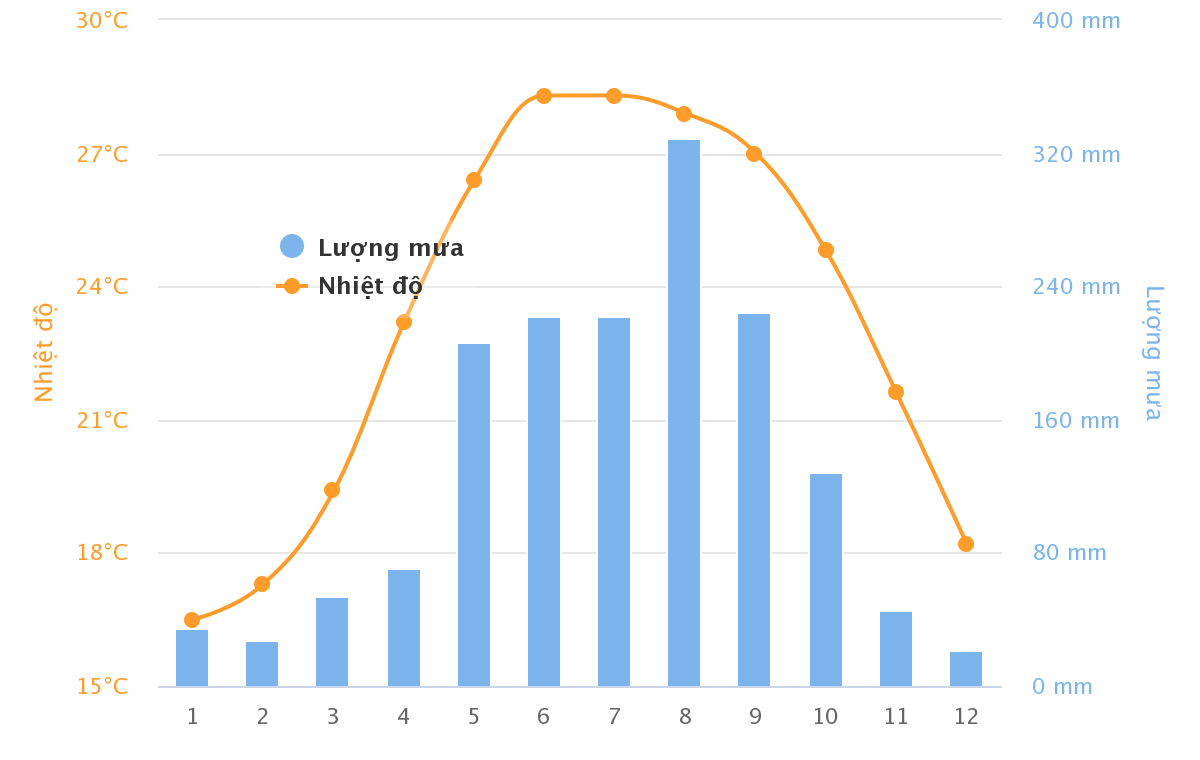 30°C
400 mm
27°C
320 mm
Lượng mưa
Nhiệt độ
24°C
240 mm
Nhiệt độ
Lượng mưa
21°C
160 mm
18°C
80 mm
15°C
0 mm
1 2 3 4 5 6 7 8 9 10 11 12